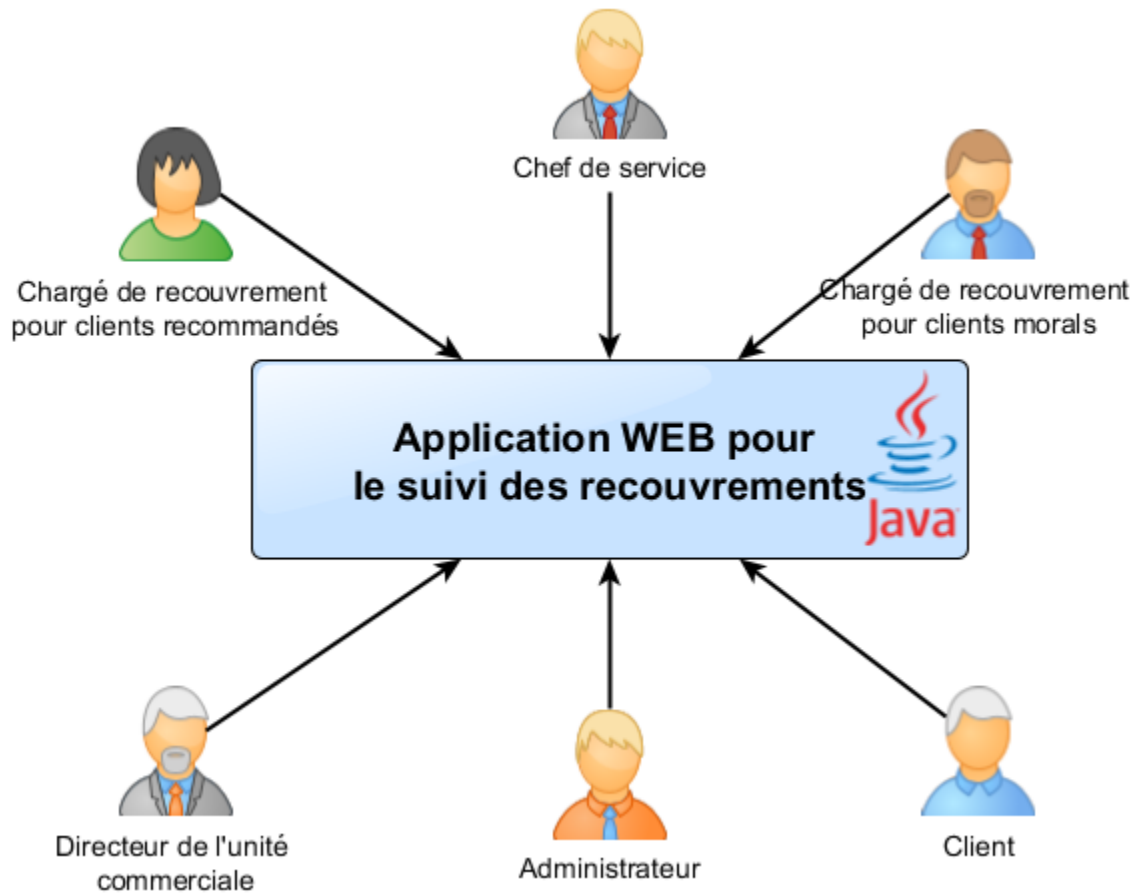 Chef de service
Chargé de recouvrement
pour clients recommandés
Chargé de recouvrement
pour clients morals
Application WEB pour
le suivi des recouvrements
Java
Directeur de l'unité
commerciale
Administrateur
Client